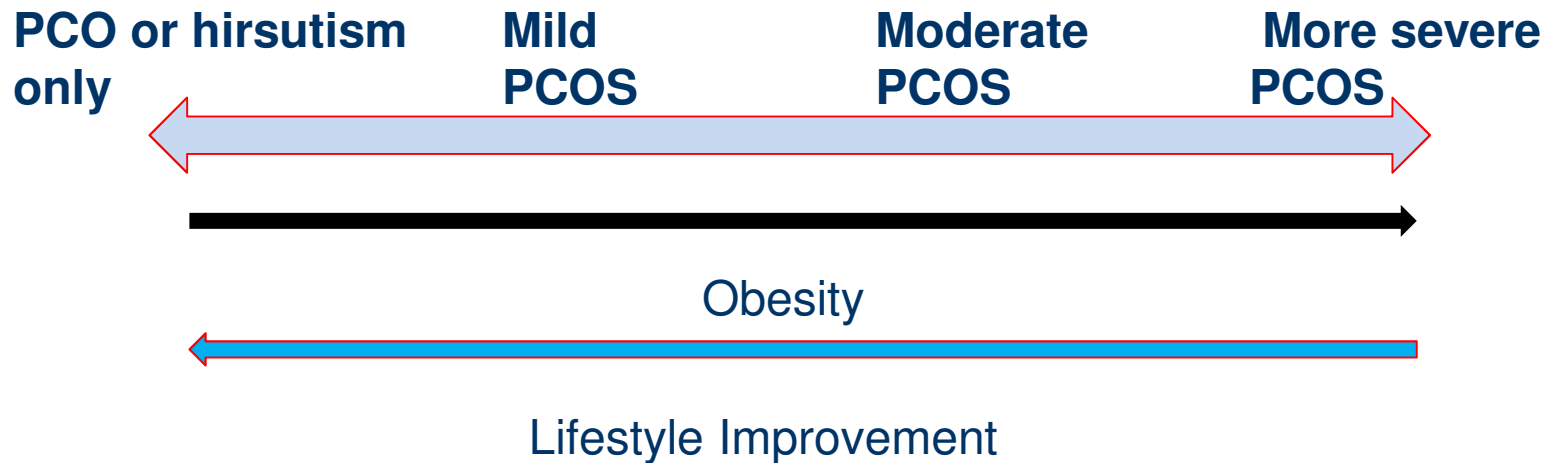 PCO or hirsutism only
Mild PCOS
Moderate PCOS
More severe PCOS
Obesity
Lifestyle Improvement